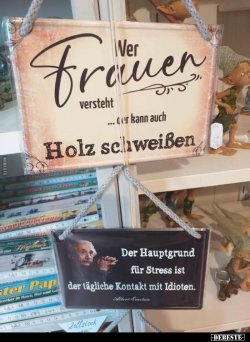 Wer
Frauen
versteht
... der kann auch
Holz schweißen
Der Hauptgrund
für Stress ist
der tägliche Kontakt mit Idioten.
Albert Einstein
DEBESTE